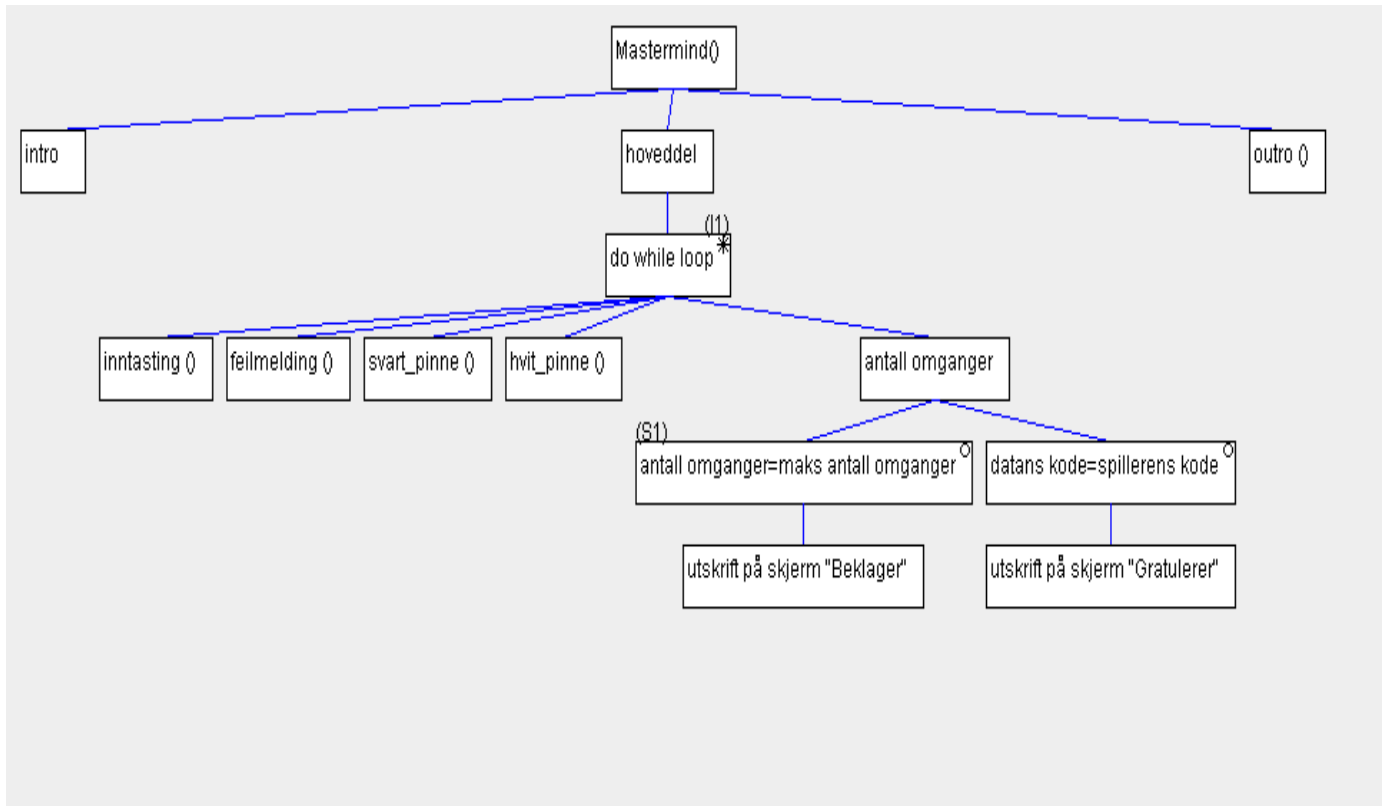 Mastermind()
intro
hoveddel
outro ()
(I1)
do while loop
inntasting ()
feilmelding ()
svart_pinne ()
hvit_pinne ()
antall omganger
(S1)
antall omganger=maks antall omganger
datans kode=spillerens kode
utskrift på skjerm "Beklager"
utskrift på skjerm "Gratulerer"